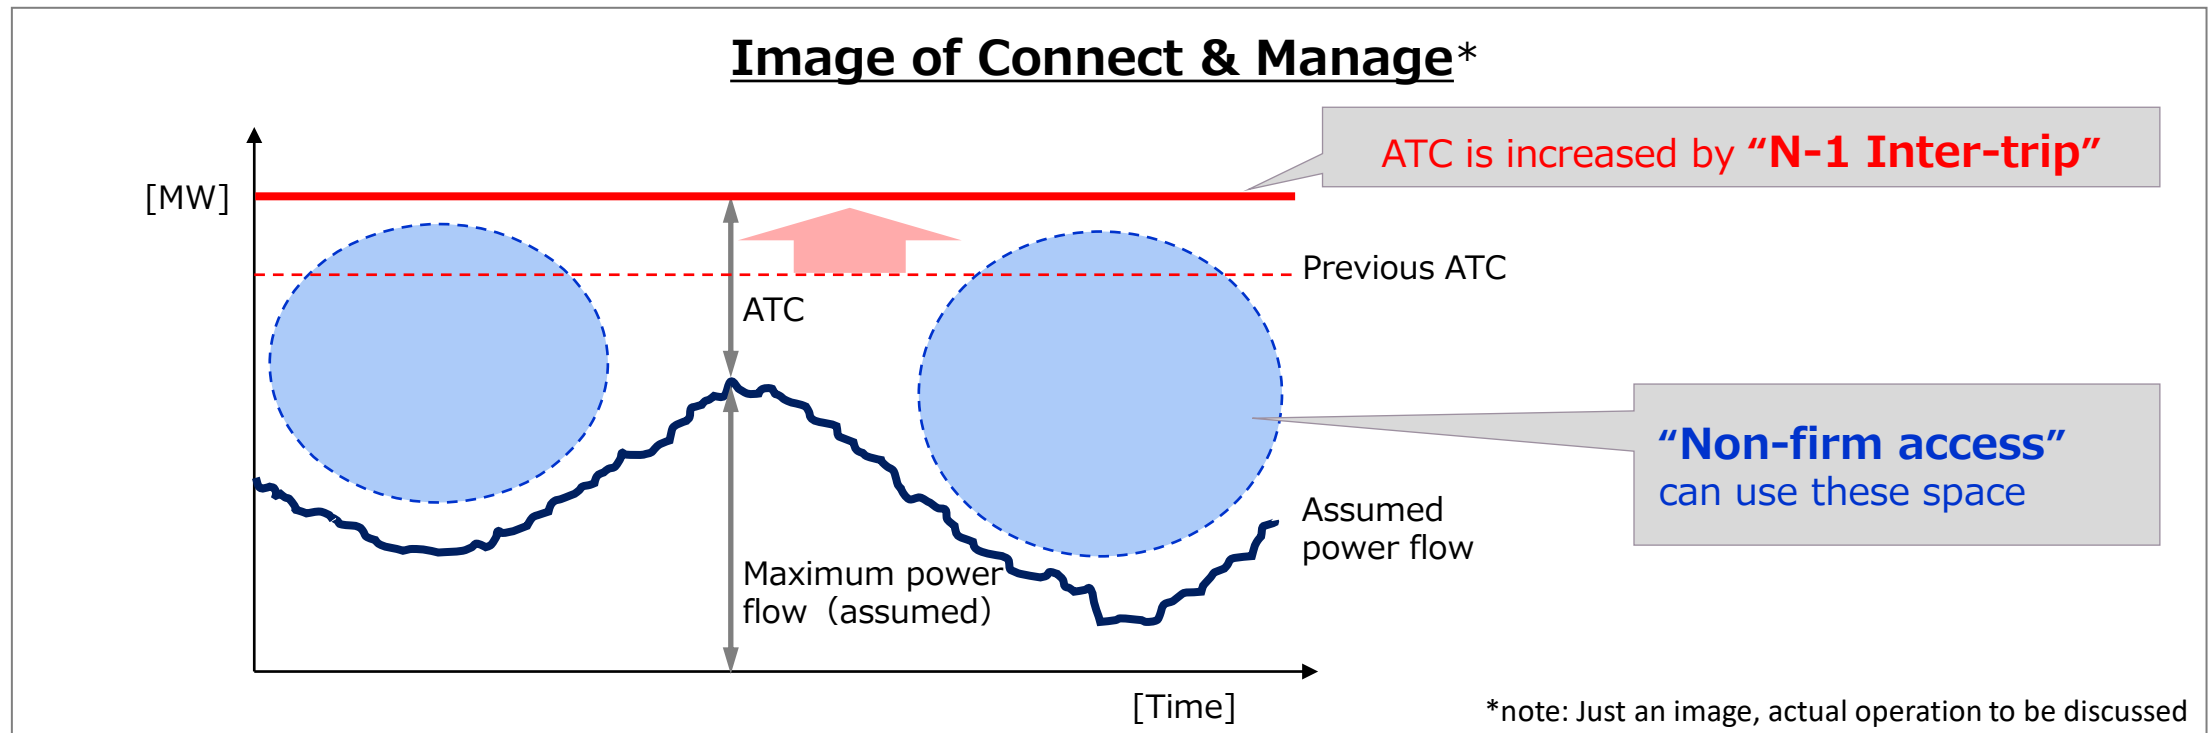 Image of Connect & Manage*
ATC is increased by “N-1 Inter-trip”
[MW]
Previous ATC
ATC
“Non-firm access”
can use these space
Assumed
power flow
Maximum power
flow（assumed）
[Time]
*note: Just an image, actual operation to be discussed